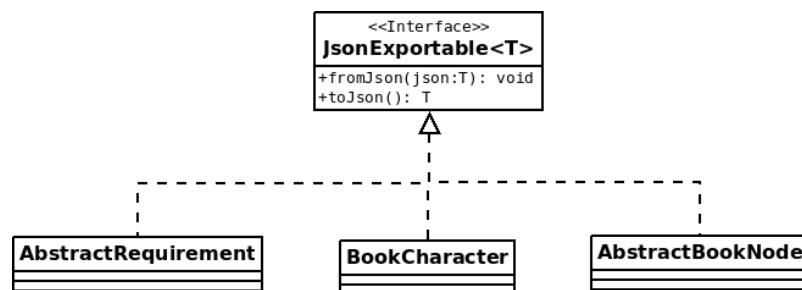 <<Interface>>
JsonExportable<T>
+fromJson(json:T): void
+toJson(): T
AbstractRequirement
BookCharacter
AbstractBookNode